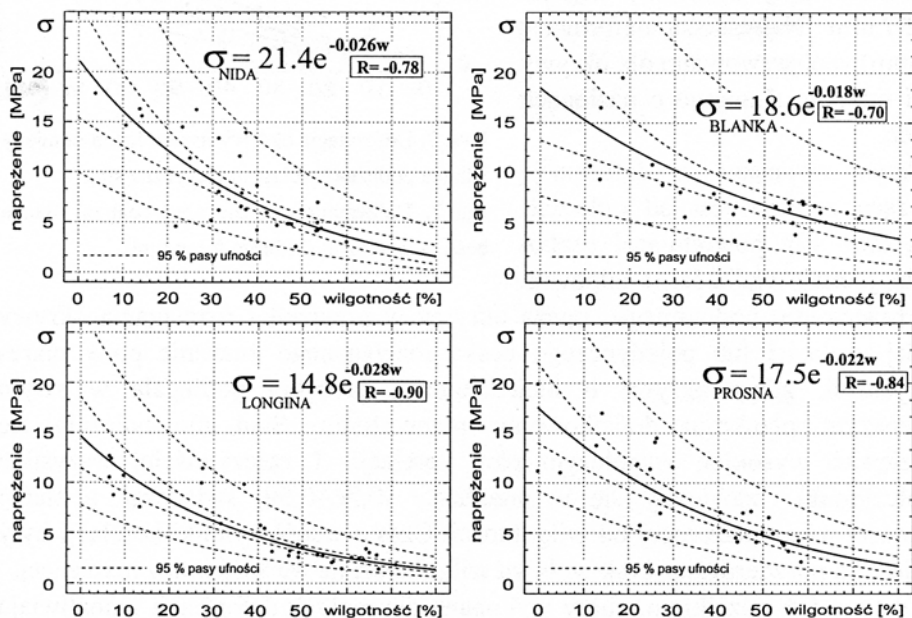 σ
naprężenie [MPa]
20
15
10
5
0
σ = 21.4e^-0.026w
NIDA
R= -0.78
95 % pasy ufności
0 10 20 30 40 50 wilgotność [%]
σ
naprężenie [MPa]
20
15
10
5
0
σ = 18.6e^-0.018w
BLANKA
R= -0.70
95 % pasy ufności
0 10 20 30 40 50 wilgotność [%]
σ
naprężenie [MPa]
20
15
10
5
0
σ = 14.8e^-0.028w
LONGINA
R= -0.90
95 % pasy ufności
0 10 20 30 40 50 wilgotność [%]
σ
naprężenie [MPa]
20
15
10
5
0
σ = 17.5e^-0.022w
PROSNA
R= -0.84
95 % pasy ufności
0 10 20 30 40 50 wilgotność [%]